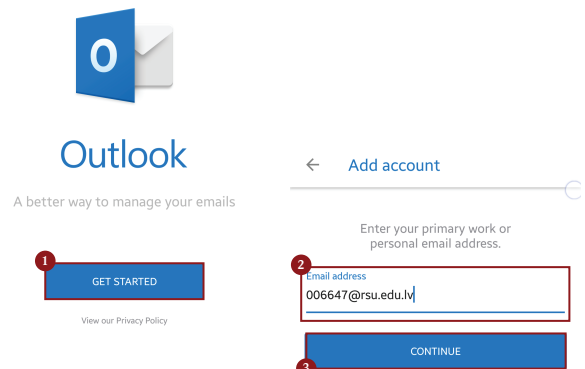 O
Outlook
A better way to manage your emails
1
GET STARTED
View our Privacy Policy
Add account
Enter your primary work or
personal email address.
2
Email address
006647@rsu.edu.lv
CONTINUE
3